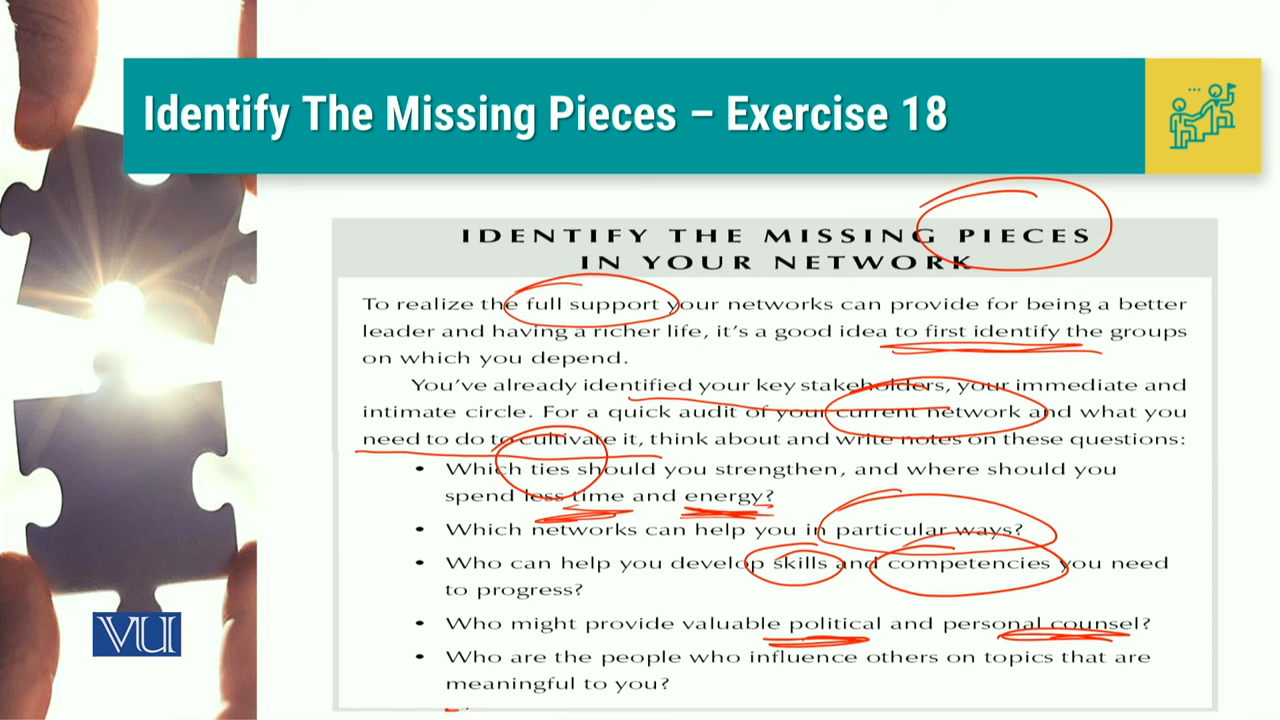 Identify The Missing Pieces – Exercise 18
IDENTIFY THE MISSING PIECES
IN YOUR NETWORK
To realize the full support your networks can provide for being a better
leader and having a richer life, it’s a good idea to first identify the groups
on which you depend.
You’ve already identified your key stakeholders, your immediate and
intimate circle. For a quick audit of your current network and what you
need to do to cultivate it, think about and write notes on these questions:
• Which ties should you strengthen, and where should you
spend less time and energy?
• Which networks can help you in particular ways?
• Who can help you develop skills and competencies you need
to progress?
• Who might provide valuable political and personal counsel?
• Who are the people who influence others on topics that are
meaningful to you?
VU